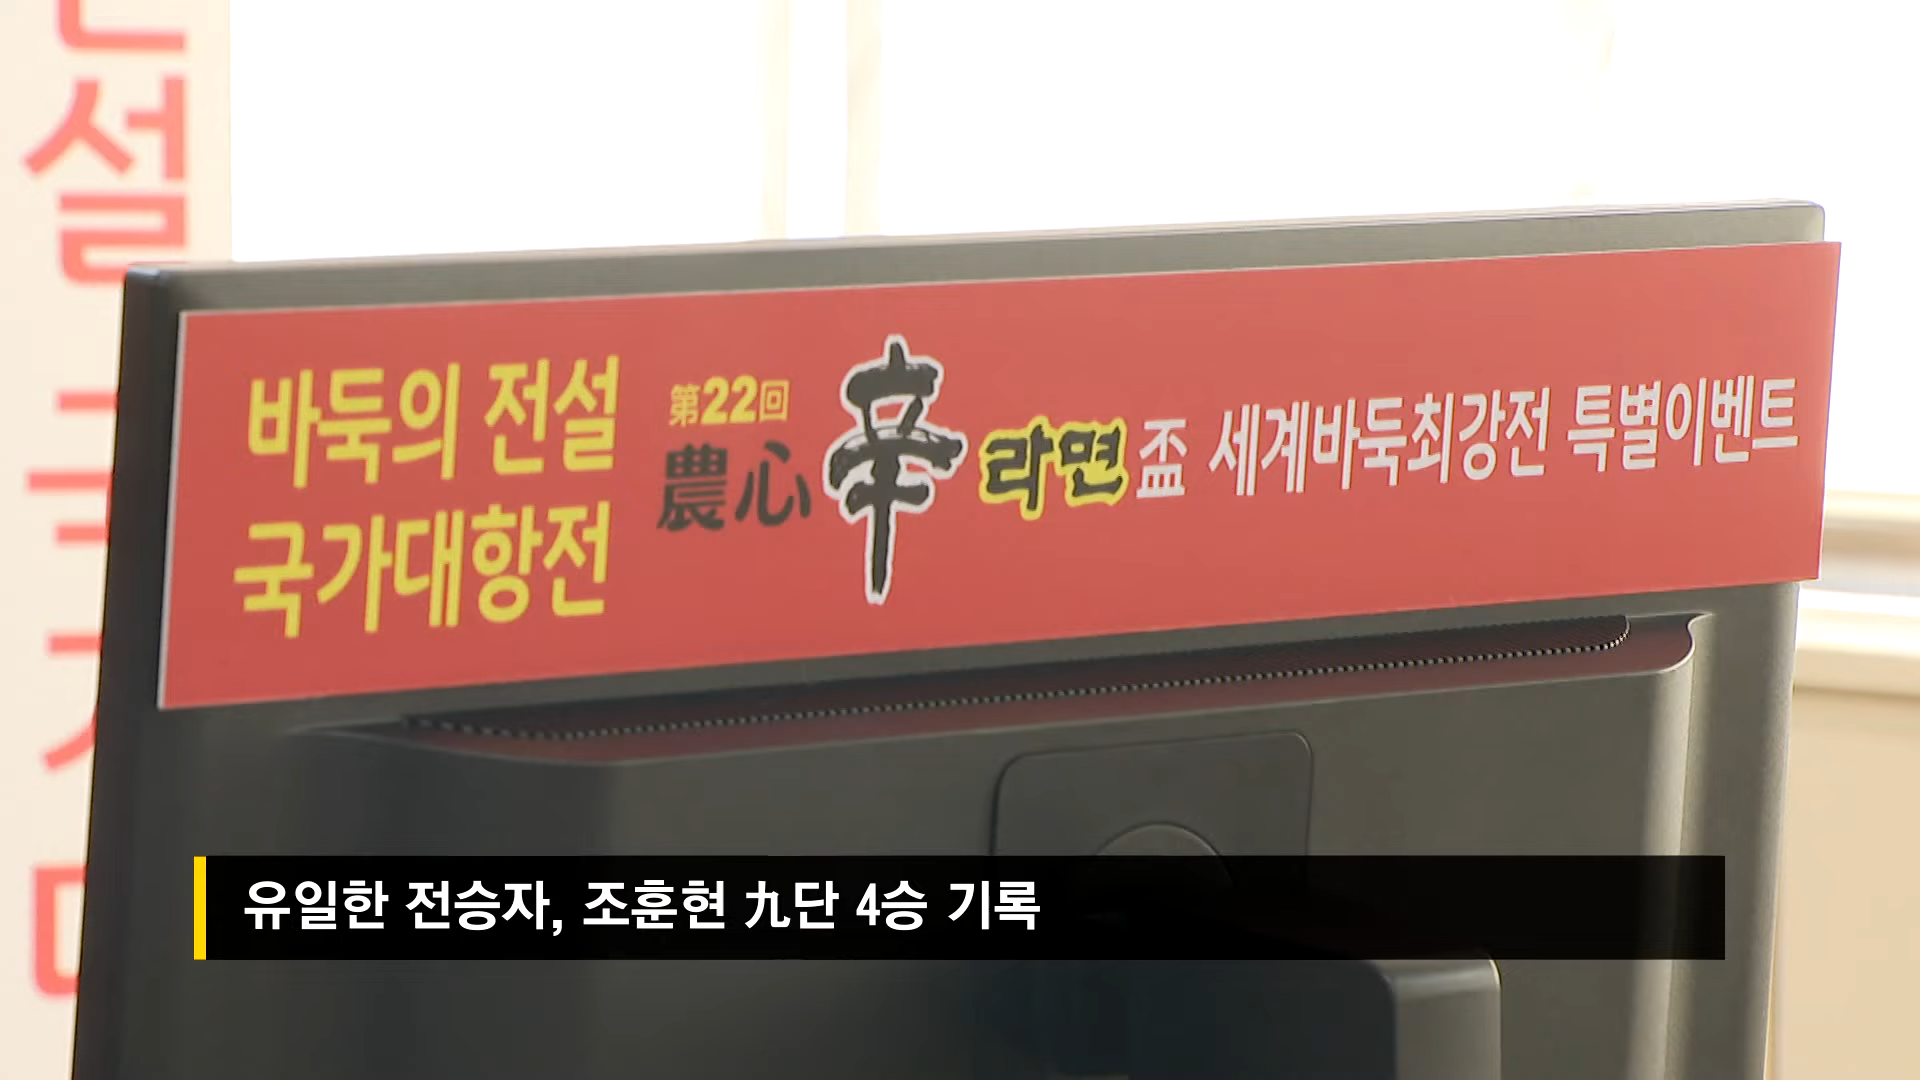 바둑의 전설
국가대항전
第22回
農心 辛라면盃 세계바둑최강전 특별이벤트
유일한 전승자, 조훈현 九단 4승 기록
설